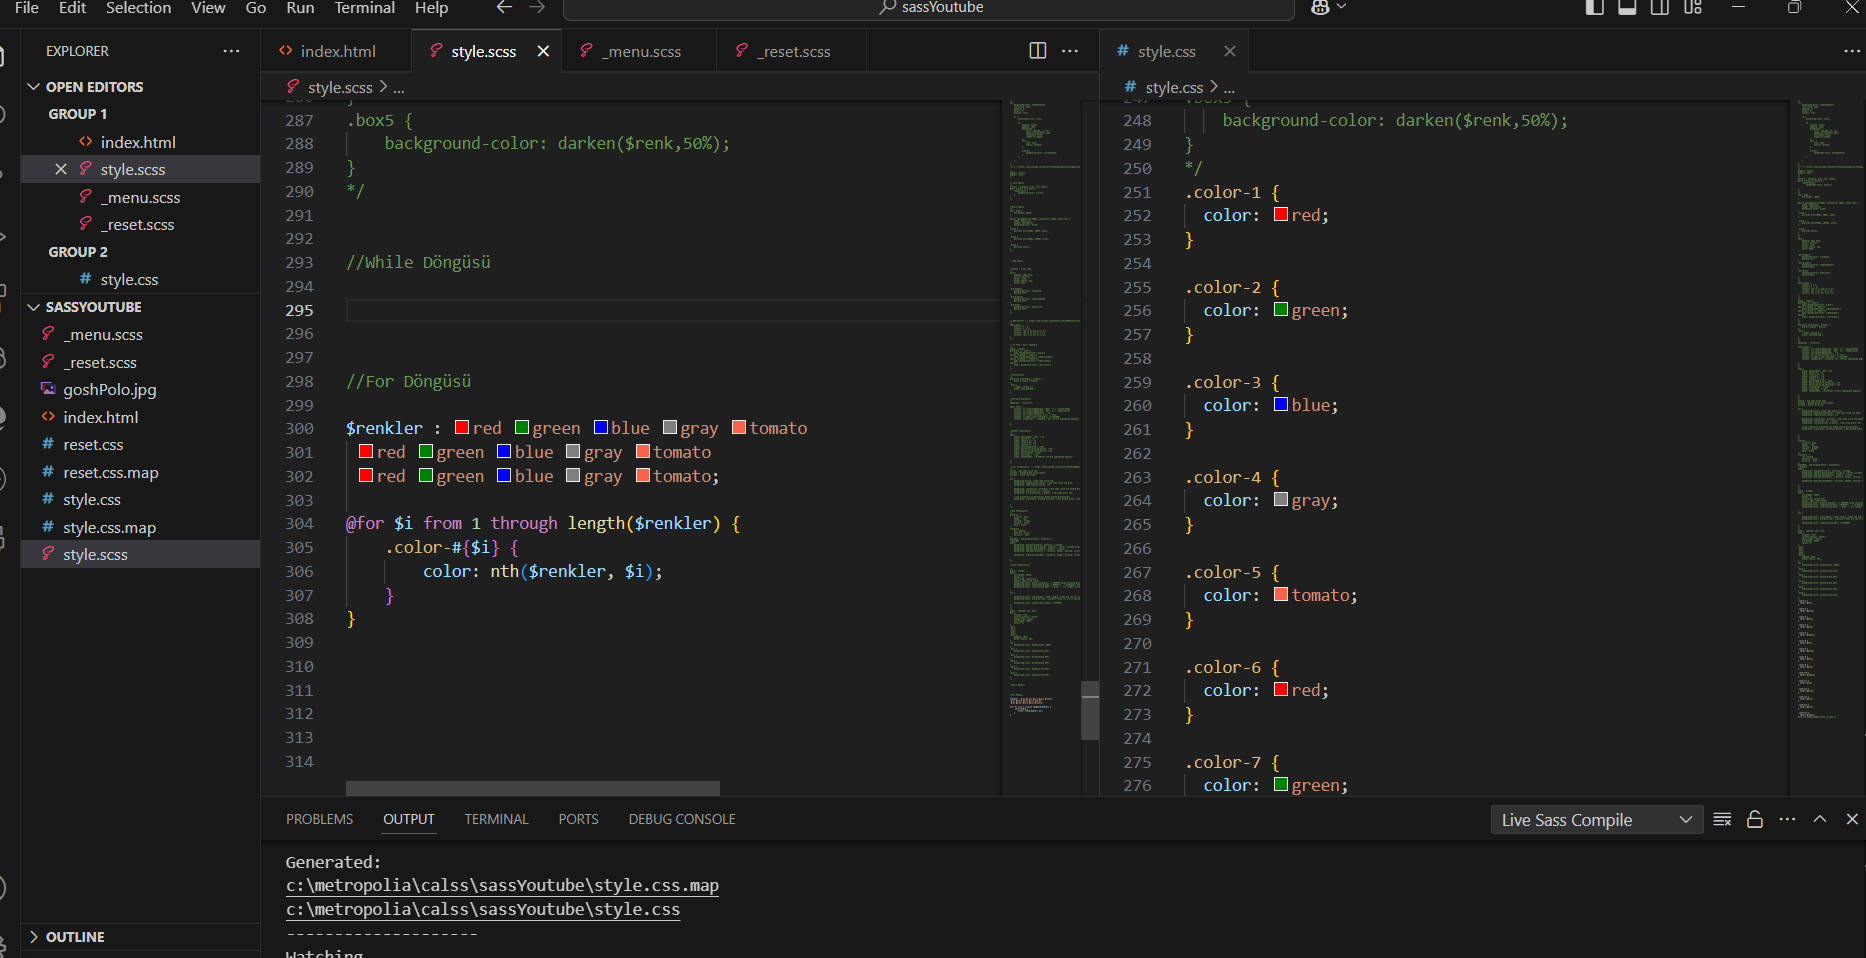 File Edit Selection View Go Run Terminal Help
sassYoutube
EXPLORER
OPEN EDITORS
GROUP 1
index.html
style.scss
_menu.scss
_reset.scss
GROUP 2
style.css
SASSYOUTUBE
_menu.scss
_reset.scss
goshPolo.jpg
index.html
reset.css
reset.css.map
style.css
style.css.map
style.scss
OUTLINE
index.html style.scss _menu.scss _reset.scss
style.scss > ...
287 .box5 {
288 background-color: darken($renk,50%);
289 }
290 */
291
292
293 //While Döngüsü
294
295
296
297
298 //For Döngüsü
299
300 $renkler : red green blue gray tomato
301 red green blue gray tomato
302 red green blue gray tomato;
303
304 @for $i from 1 through length($renkler) {
305 .color-#{$i} {
306 color: nth($renkler, $i);
307 }
308 }
309
310
311
312
313
314
style.css
style.css > ...
247 .box5 {
248 background-color: darken($renk,50%);
249 }
250 */
251 .color-1 {
252 color: red;
253 }
254
255 .color-2 {
256 color: green;
257 }
258
259 .color-3 {
260 color: blue;
261 }
262
263 .color-4 {
264 color: gray;
265 }
266
267 .color-5 {
268 color: tomato;
269 }
270
271 .color-6 {
272 color: red;
273 }
274
275 .color-7 {
276 color: green;
PROBLEMS OUTPUT TERMINAL PORTS DEBUG CONSOLE
Live Sass Compile
Generated:
c:\metropolia\calss\sassYoutube\style.css.map
c:\metropolia\calss\sassYoutube\style.css
--------------------
Watching